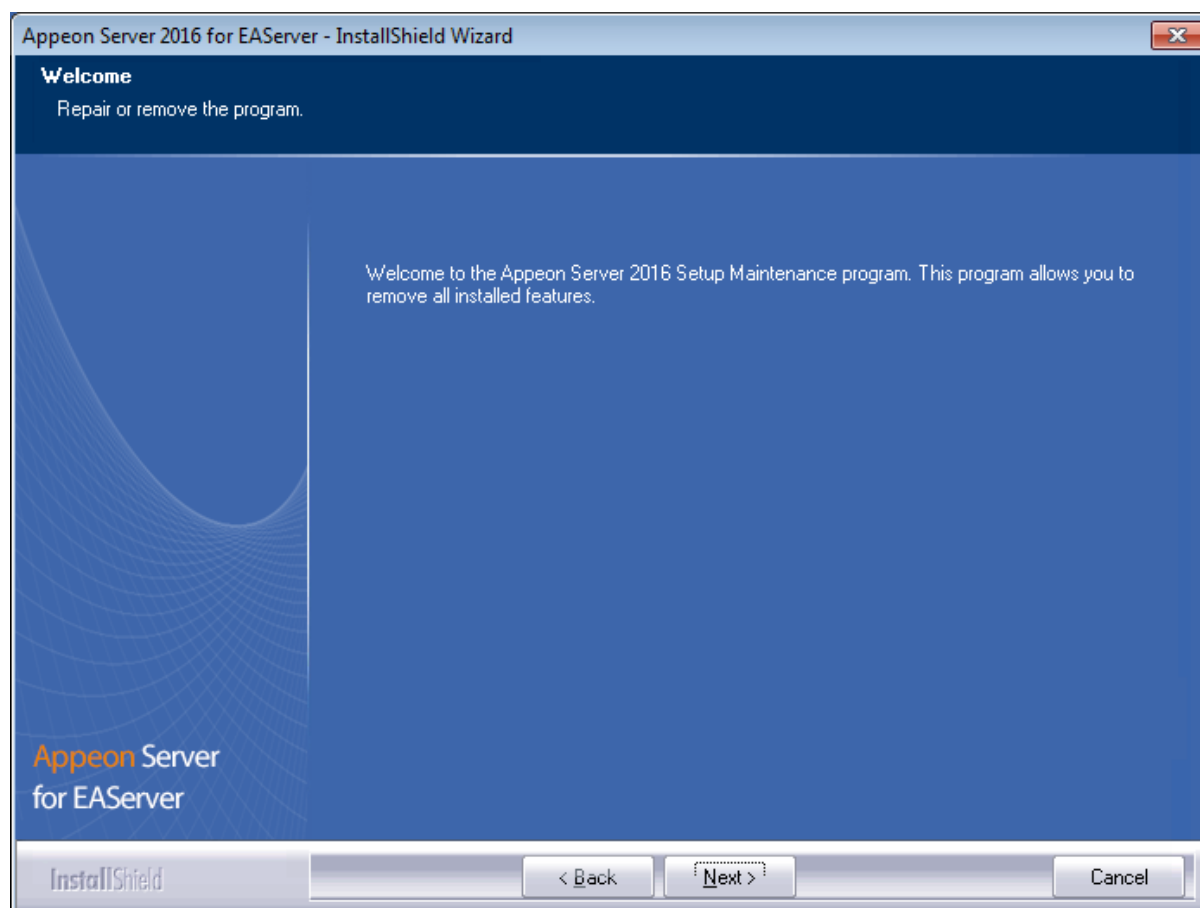 Appeon Server 2016 for EAServer - InstallShield Wizard
Welcome
Repair or remove the program.
Welcome to the Appeon Server 2016 Setup Maintenance program. This program allows you to
remove all installed features.
Appeon Server
for EAServer
InstallShield
< Back
Next >
Cancel